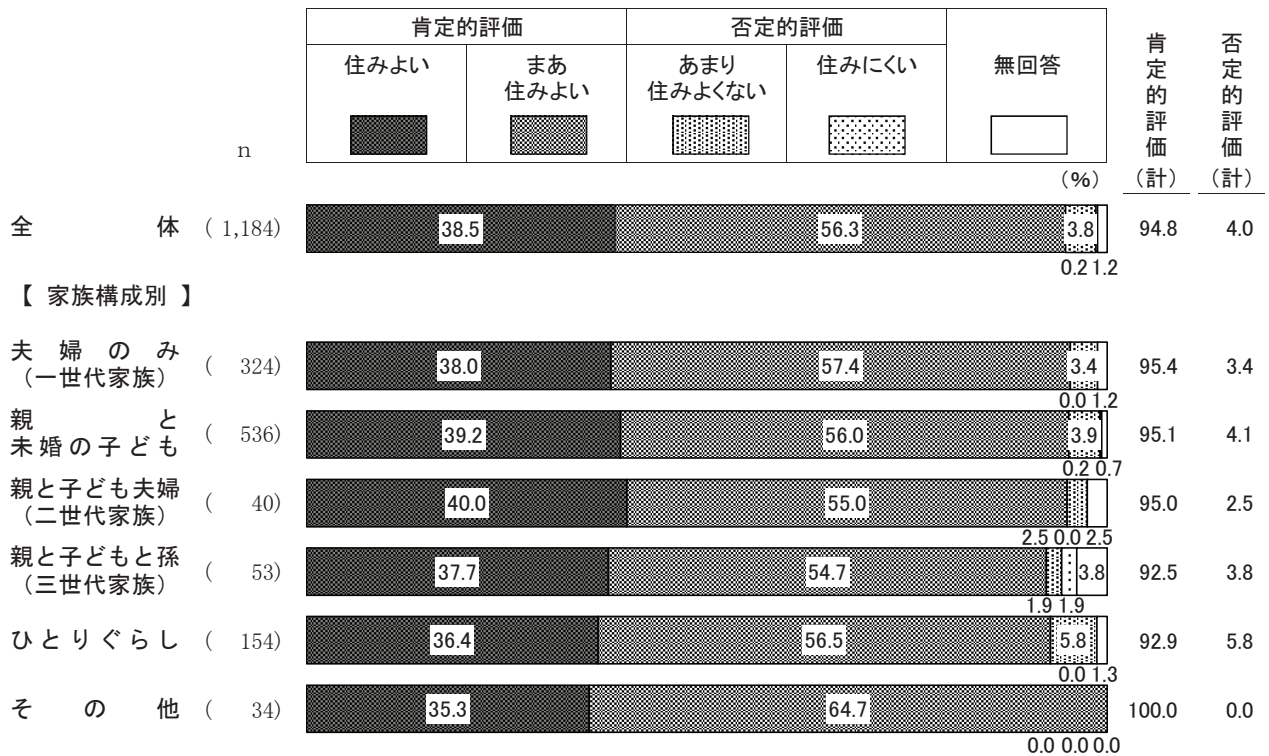 肯定的評価 否定的評価
住みよい まあ 住みよい あまり 住みよくない 住みにくい 無回答
n
(%)
肯定的評価(計)
否定的評価(計)
全体 (1,184) 38.5 56.3 3.8 94.8 4.0
0.2 1.2
【 家族構成別 】
夫婦のみ
(一世代家族) ( 324) 38.0 57.4 3.4 95.4 3.4
0.0 1.2
親と
未婚の子ども ( 536) 39.2 56.0 3.9 95.1 4.1
0.2 0.7
親と子ども夫婦
(二世代家族) ( 40) 40.0 55.0 95.0 2.5
2.5 0.0 2.5
親と子どもと孫
(三世代家族) ( 53) 37.7 54.7 3.8 92.5 3.8
1.9 1.9
ひとりぐらし ( 154) 36.4 56.5 5.8 92.9 5.8
0.0 1.3
その他 ( 34) 35.3 64.7 100.0 0.0
0.0 0.0 0.0